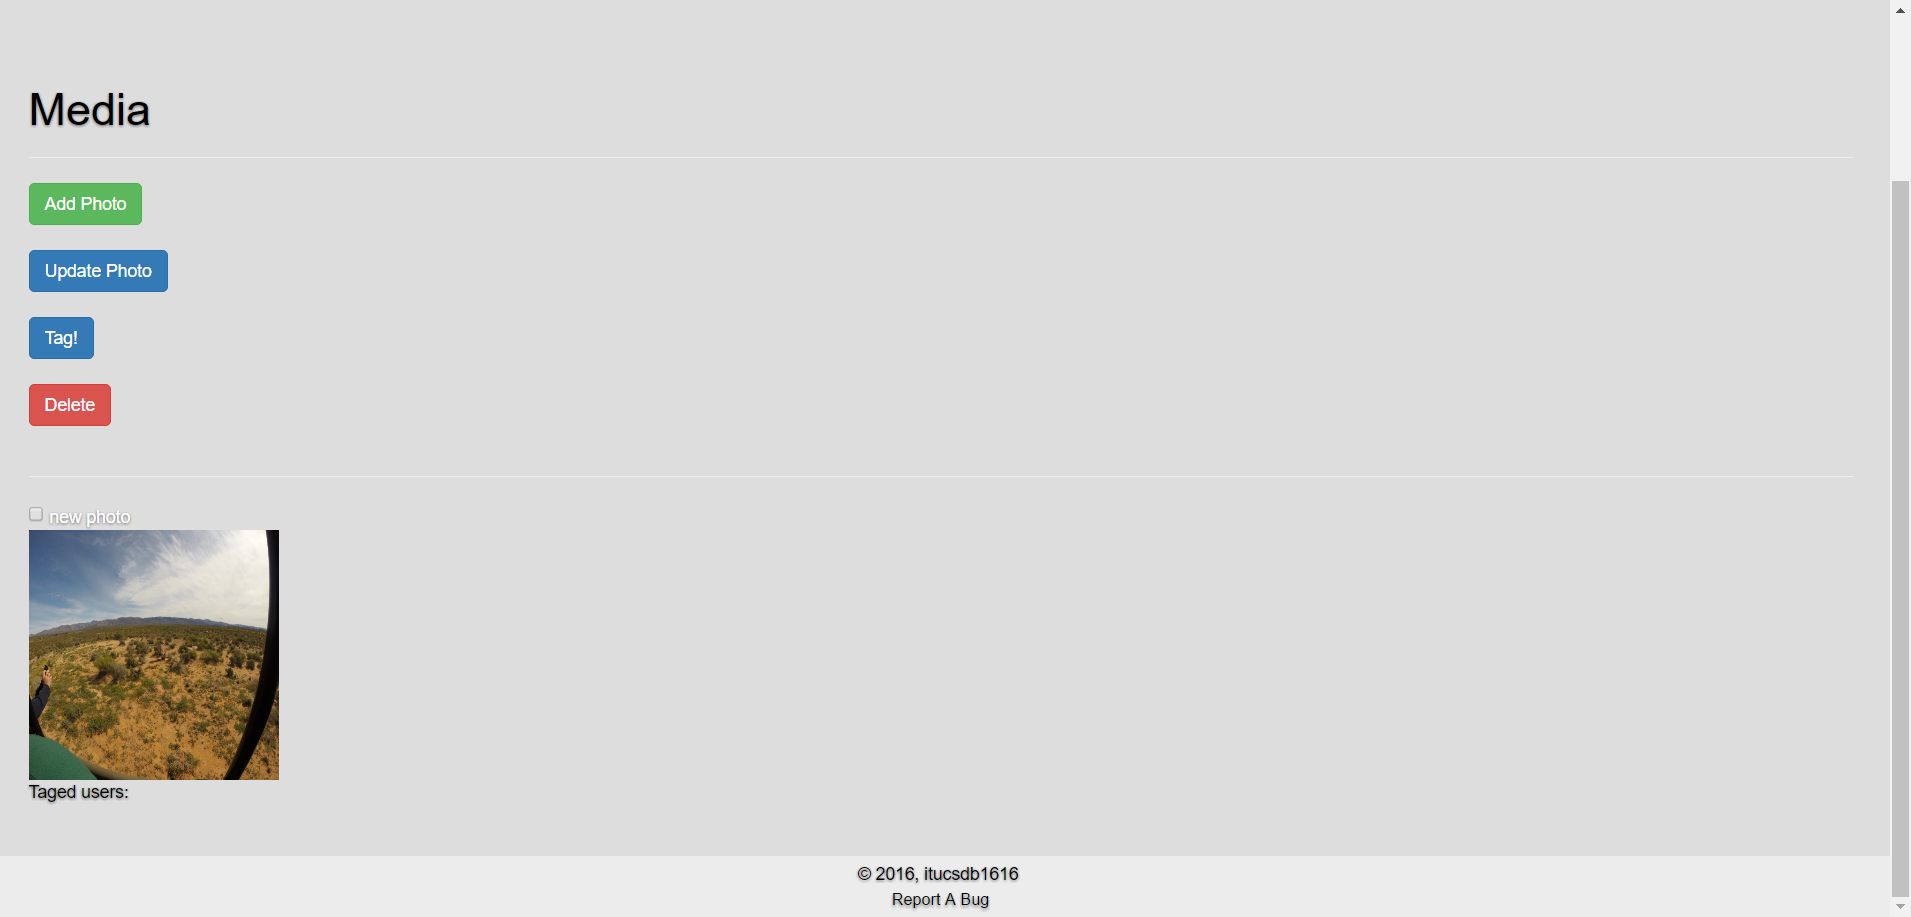 Media
Add Photo
Update Photo
Tag!
Delete
new photo
Taged users:
© 2016, itucsdb1616
Report A Bug